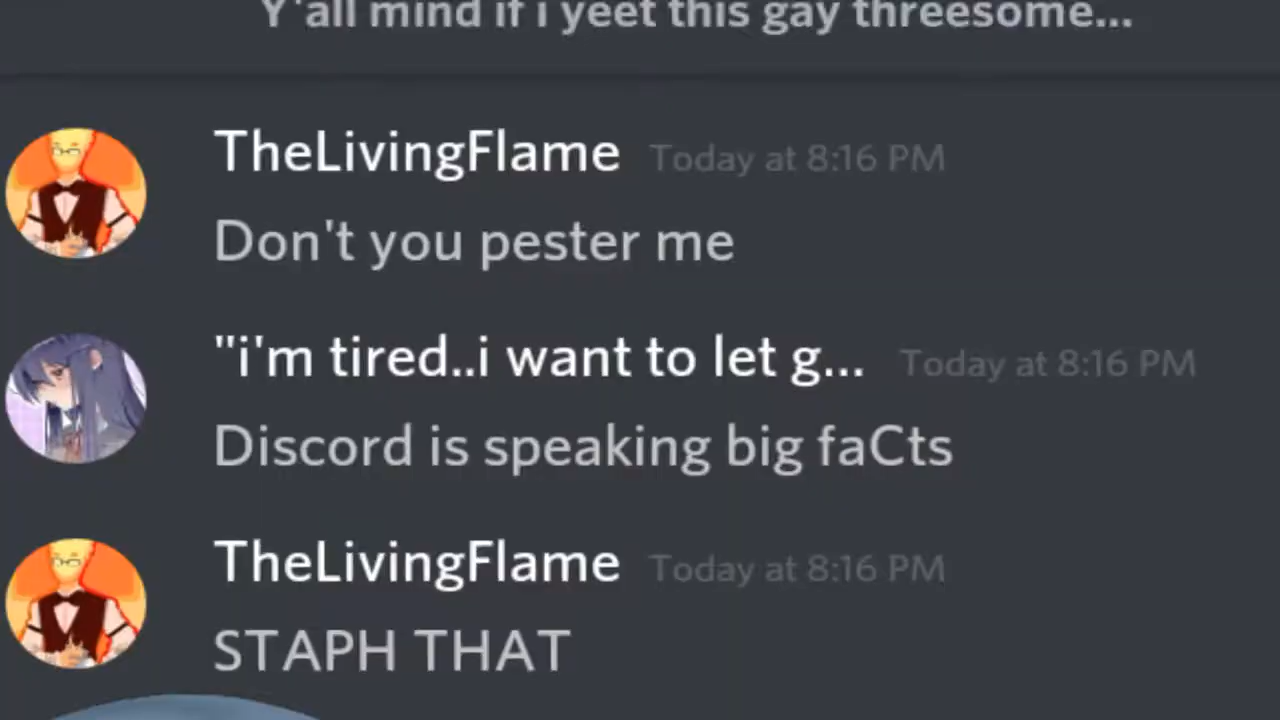 Y'all mind if i yeet this gay threesome...
TheLivingFlame Today at 8:16 PM
Don't you pester me
"i'm tired..i want to let g... Today at 8:16 PM
Discord is speaking big faCts
TheLivingFlame Today at 8:16 PM
STAPH THAT